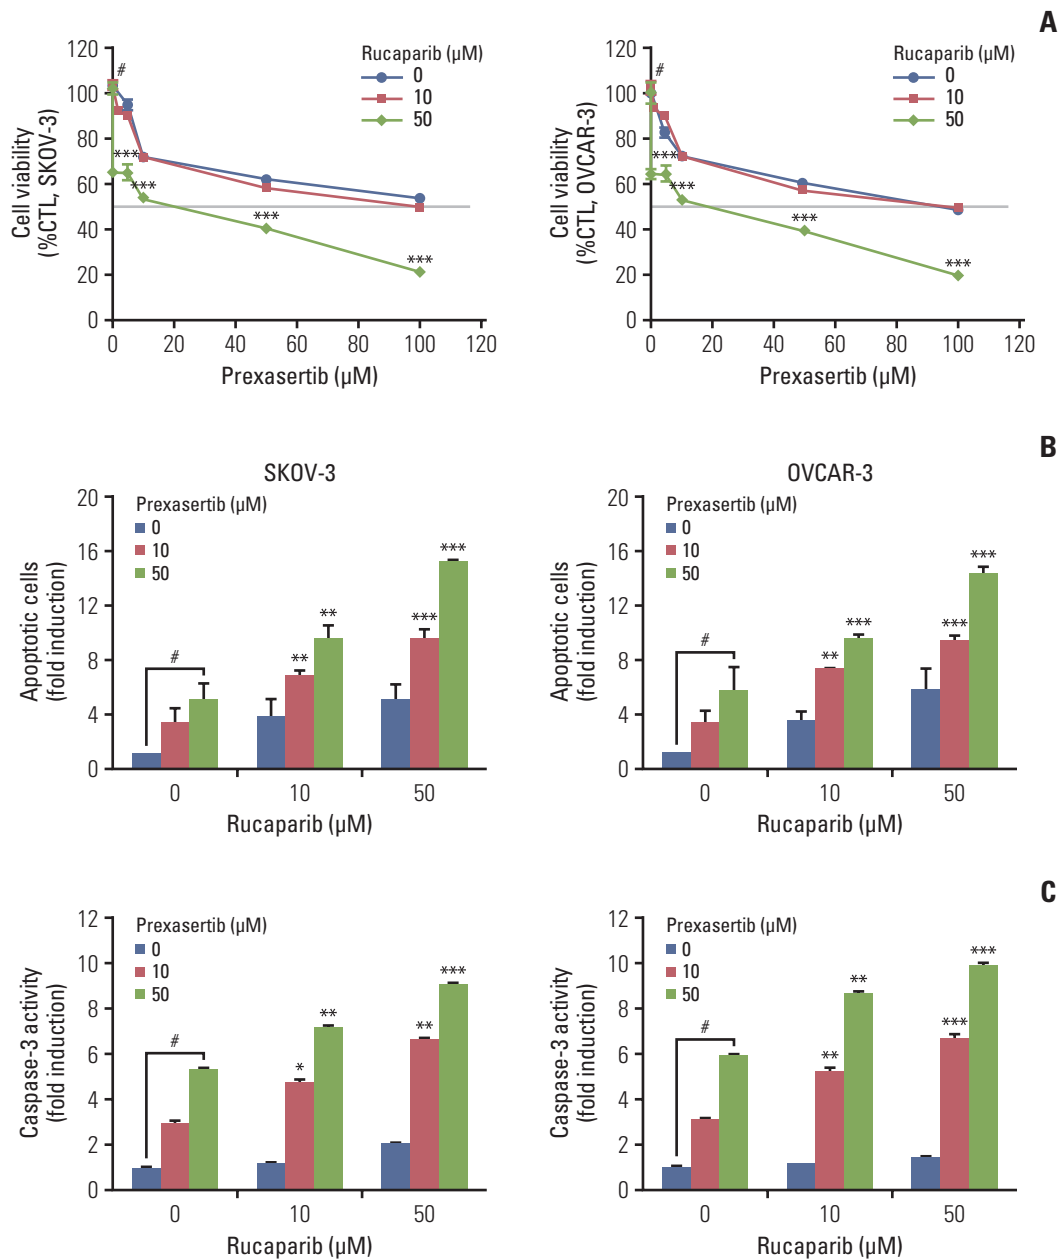 A
Rucaparib (µM)
0
10
50
#
***
***
***
***
120
100
80
60
40
20
0
Cell viability
(%CTL, SKOV-3)
0 20 40 60 80 100 120
Prexasertib (µM)
Rucaparib (µM)
0
10
50
#
***
***
***
***
120
100
80
60
40
20
0
Cell viability
(%CTL, OVCAR-3)
0 20 40 60 80 100 120
Prexasertib (µM)
B
SKOV-3
Prexasertib (µM)
0
10
50
#
**
**
***
***
20
16
12
8
4
0
Apoptotic cells
(fold induction)
0 10 50
Rucaparib (µM)
OVCAR-3
Prexasertib (µM)
0
10
50
#
**
***
***
***
20
16
12
8
4
0
Apoptotic cells
(fold induction)
0 10 50
Rucaparib (µM)
C
Prexasertib (µM)
0
10
50
#
*
**
**
***
12
10
8
6
4
2
0
Caspase-3 activity
(fold induction)
0 10 50
Rucaparib (µM)
Prexasertib (µM)
0
10
50
#
**
**
***
***
12
10
8
6
4
2
0
Caspase-3 activity
(fold induction)
0 10 50
Rucaparib (µM)